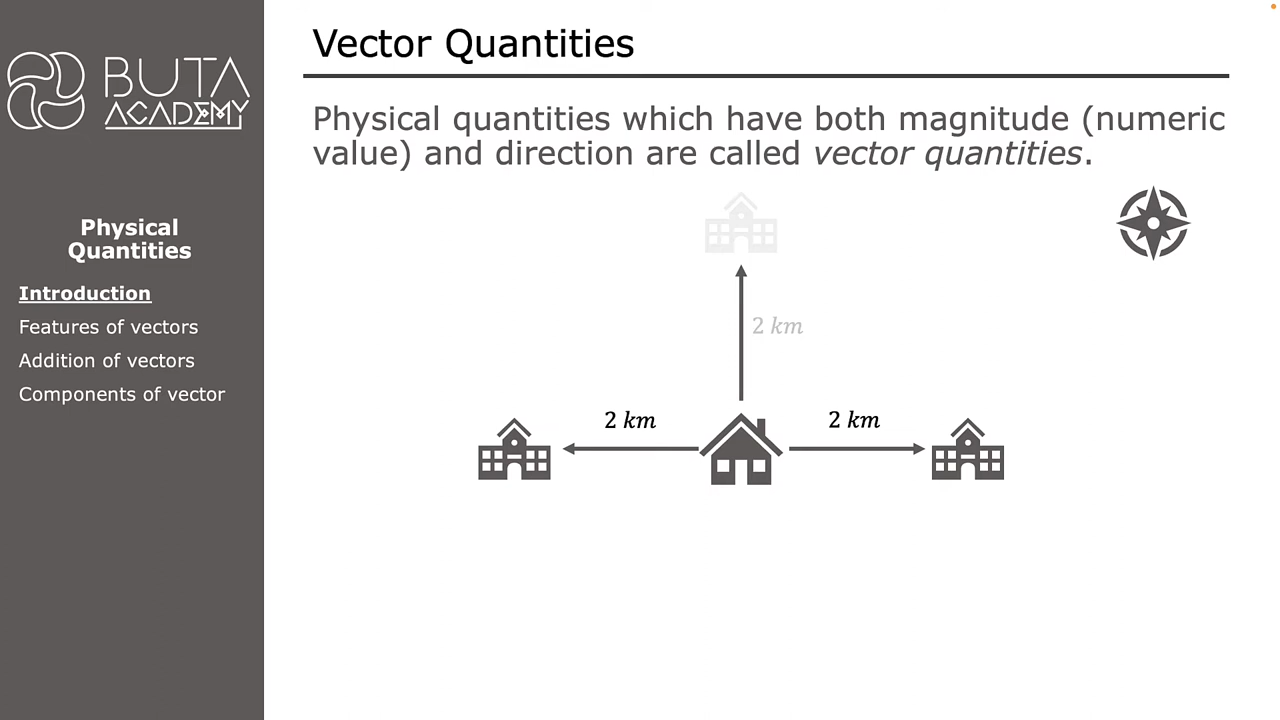 BUTA
ACADEMY
Physical
Quantities
Introduction
Features of vectors
Addition of vectors
Components of vector
Vector Quantities
Physical quantities which have both magnitude (numeric
value) and direction are called vector quantities.
2 km
2 km
2 km